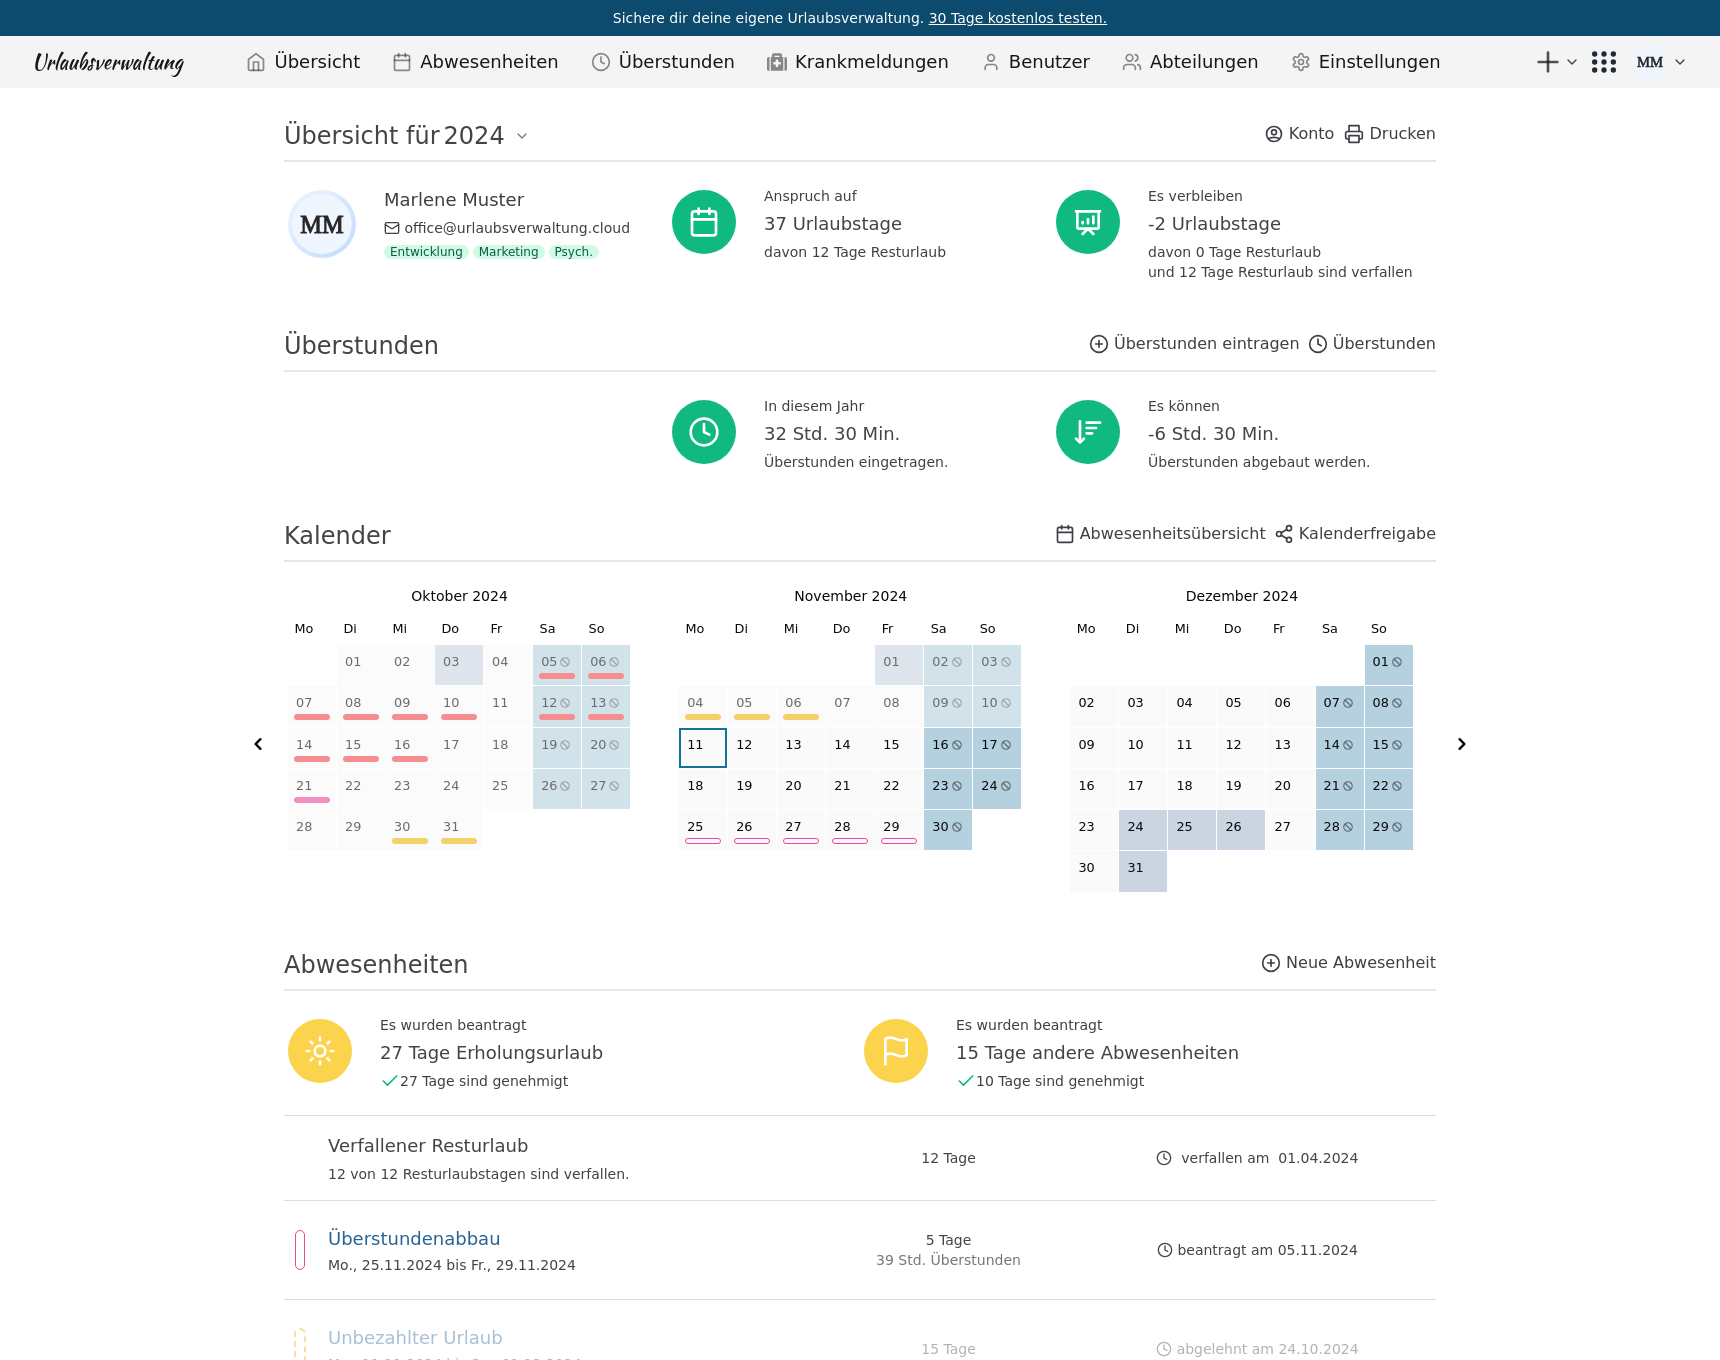 Sichere dir deine eigene Urlaubsverwaltung. 30 Tage kostenlos testen.
Urlaubsverwaltung Übersicht Abwesenheiten Überstunden Krankmeldungen Benutzer Abteilungen Einstellungen MM
Übersicht für 2024
Konto Drucken
MM
Marlene Muster
office@urlaubsverwaltung.cloud
Entwicklung Marketing Psych.
Anspruch auf
37 Urlaubstage
davon 12 Tage Resturlaub
Es verbleiben
-2 Urlaubstage
davon 0 Tage Resturlaub
und 12 Tage Resturlaub sind verfallen
Überstunden
Überstunden eintragen Überstunden
In diesem Jahr
32 Std. 30 Min.
Überstunden eingetragen.
Es können
-6 Std. 30 Min.
Überstunden abgebaut werden.
Kalender
Abwesenheitsübersicht Kalenderfreigabe
Oktober 2024
Mo Di Mi Do Fr Sa So
01 02 03 04 05 06
07 08 09 10 11 12 13
14 15 16 17 18 19 20
21 22 23 24 25 26 27
28 29 30 31
November 2024
Mo Di Mi Do Fr Sa So
01 02 03
04 05 06 07 08 09 10
11 12 13 14 15 16 17
18 19 20 21 22 23 24
25 26 27 28 29 30
Dezember 2024
Mo Di Mi Do Fr Sa So
01
02 03 04 05 06 07 08
09 10 11 12 13 14 15
16 17 18 19 20 21 22
23 24 25 26 27 28 29
30 31
Abwesenheiten
Neue Abwesenheit
Es wurden beantragt
27 Tage Erholungsurlaub
27 Tage sind genehmigt
Es wurden beantragt
15 Tage andere Abwesenheiten
10 Tage sind genehmigt
Verfallener Resturlaub
12 von 12 Resturlaubstagen sind verfallen.
12 Tage
verfallen am 01.04.2024
Überstundenabbau
Mo., 25.11.2024 bis Fr., 29.11.2024
5 Tage
39 Std. Überstunden
beantragt am 05.11.2024
Unbezahlter Urlaub
15 Tage
abgelehnt am 24.10.2024